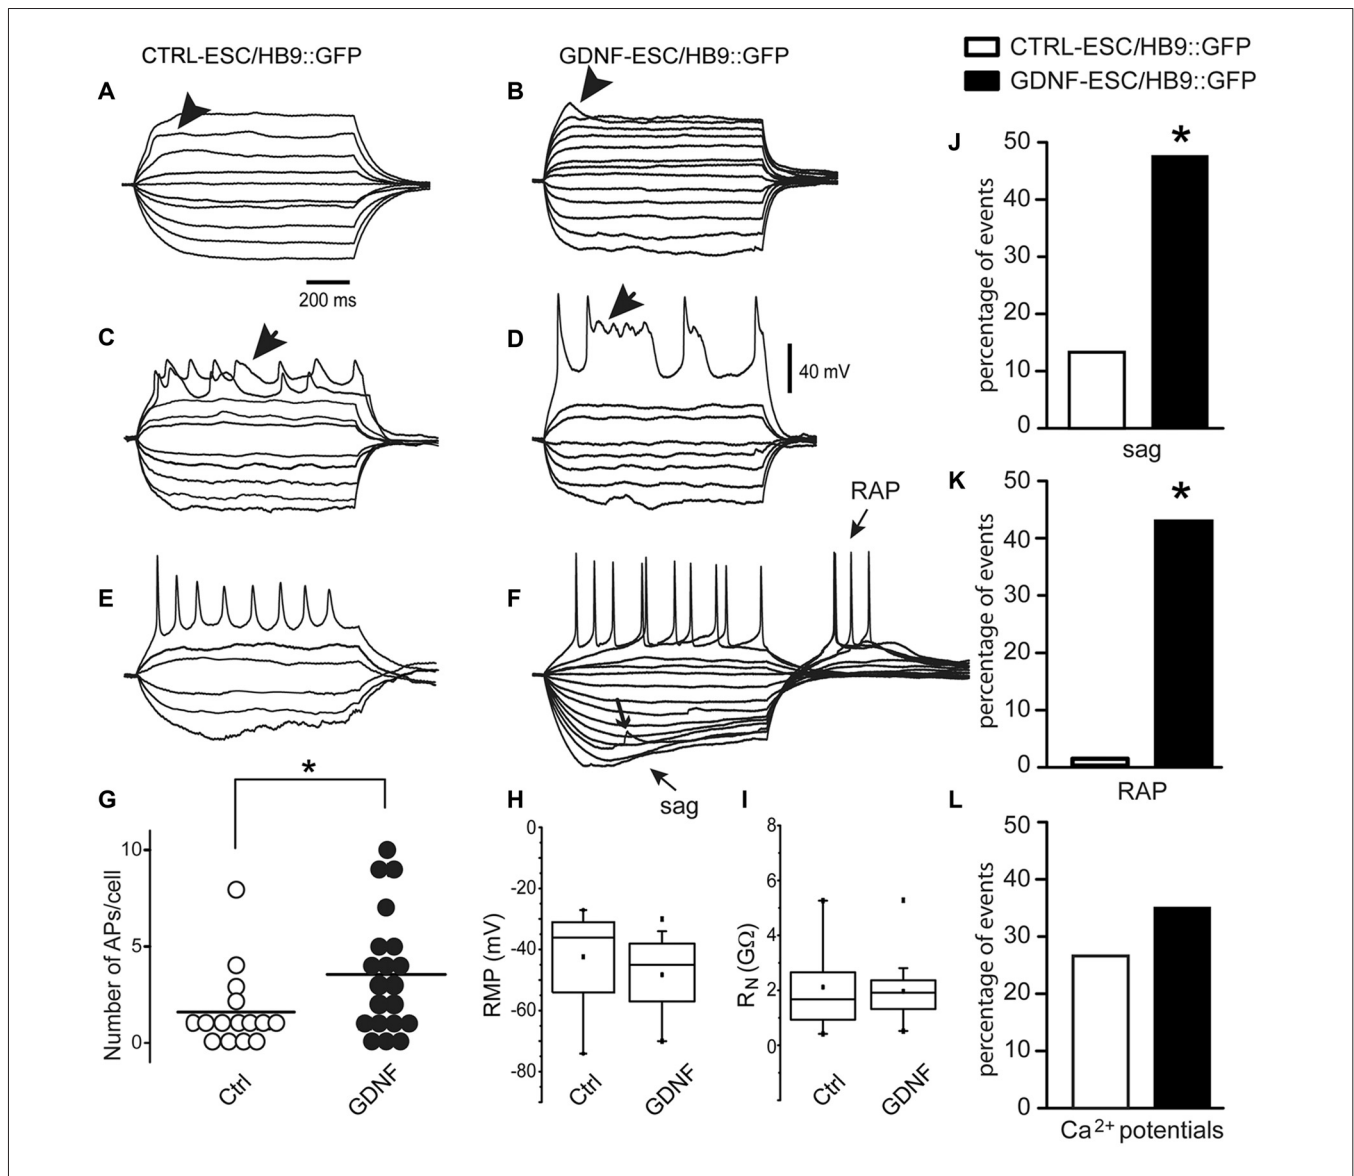 CTRL-ESC/HB9::GFP
GDNF-ESC/HB9::GFP
CTRL-ESC/HB9::GFP
GDNF-ESC/HB9::GFP
A
B
200 ms
C
D
40 mV
E
F
RAP
sag
G
*
Number of APs/cell
10
5
0
Ctrl
GDNF
H
RMP (mV)
0
-20
-40
-60
-80
Ctrl
GDNF
I
RN (GΩ)
8
6
4
2
0
Ctrl
GDNF
J
*
percentage of events
50
40
30
20
10
0
sag
K
*
percentage of events
50
40
30
20
10
0
RAP
L
percentage of events
50
40
30
20
10
0
Ca2+ potentials